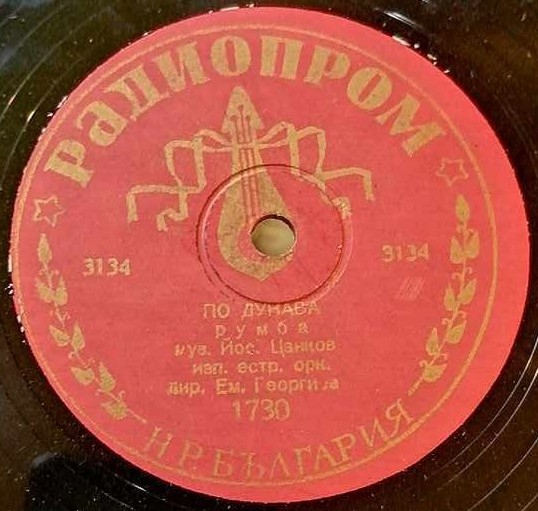 РАДИОПРОМ
3134 3134
ПО ДУНАВА
румба
муз. Йос. Цанков
изп. естр. орк.
дир. Ем. Георгиев
1730
Н.Р. БЪЛГАРИЯ